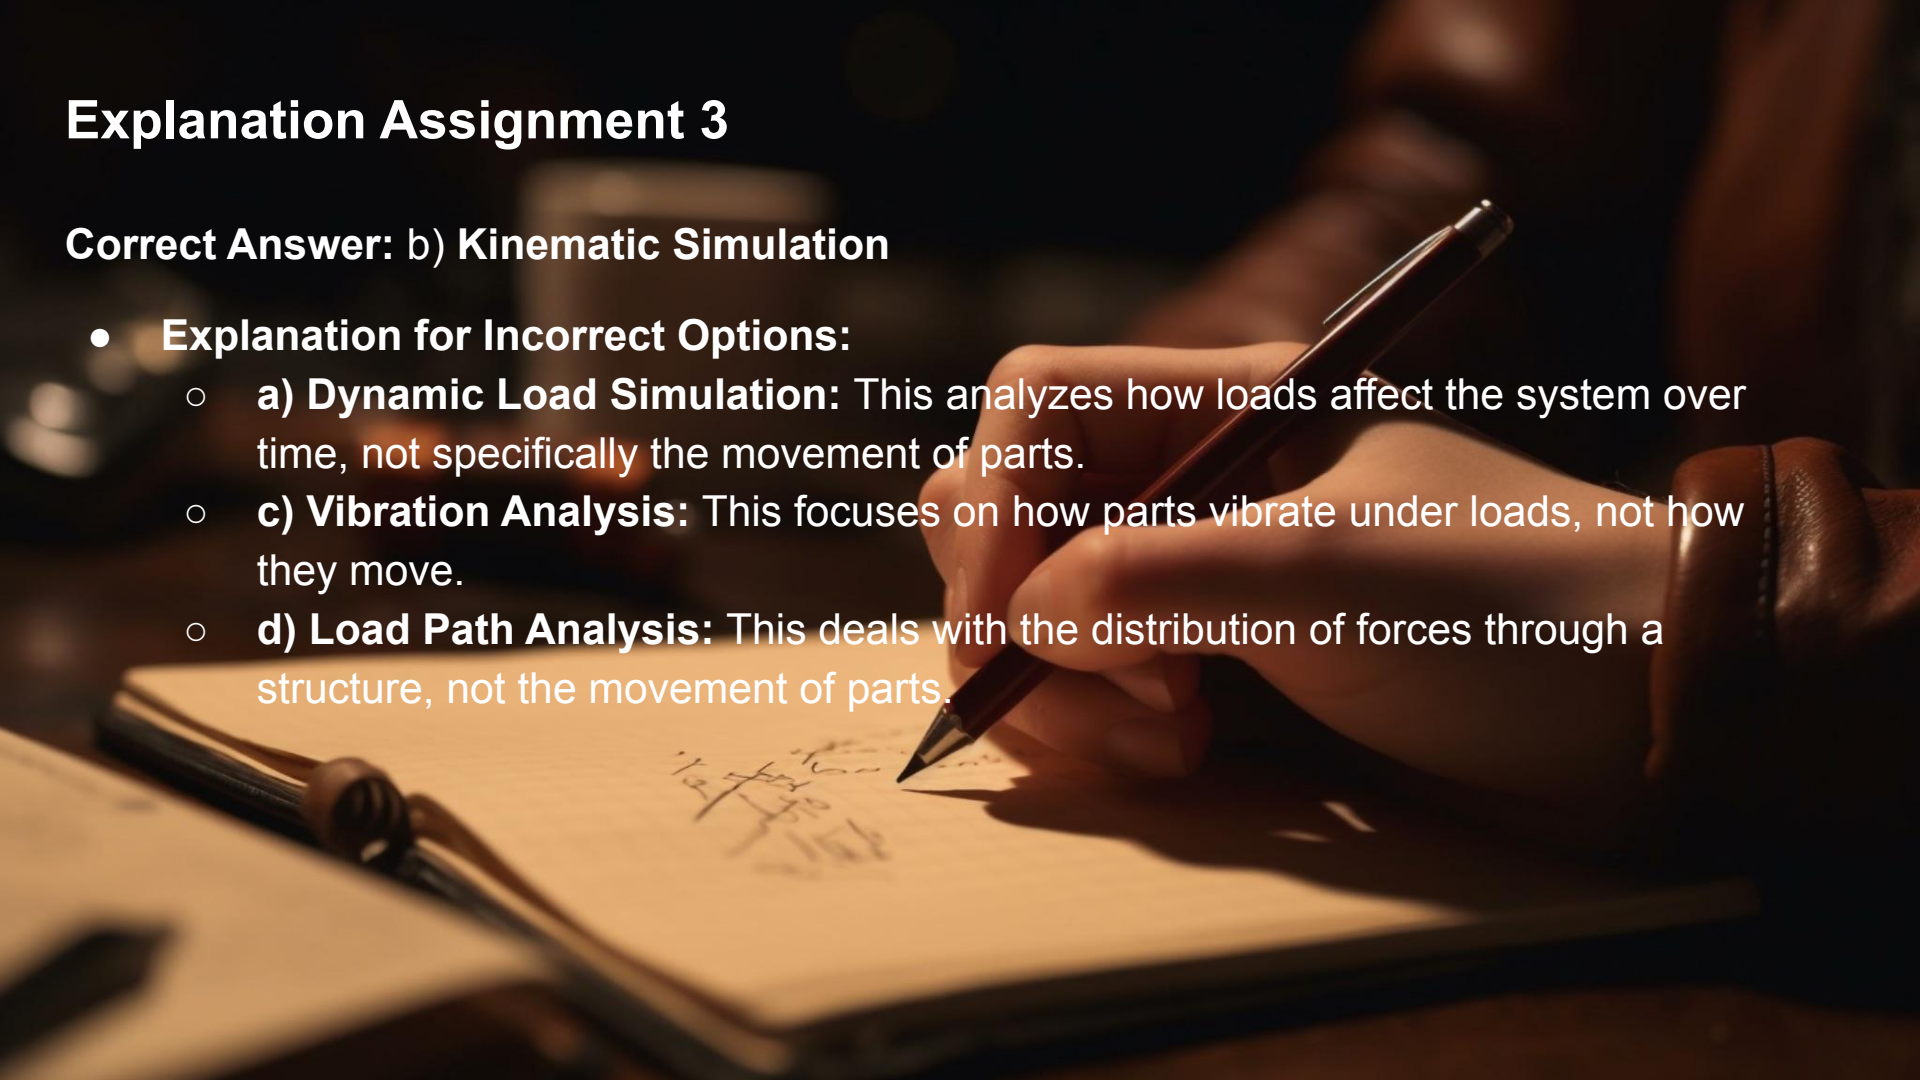 Explanation Assignment 3
Correct Answer: b) Kinematic Simulation
● Explanation for Incorrect Options:
○ a) Dynamic Load Simulation: This analyzes how loads affect the system over
time, not specifically the movement of parts.
○ c) Vibration Analysis: This focuses on how parts vibrate under loads, not how
they move.
○ d) Load Path Analysis: This deals with the distribution of forces through a
structure, not the movement of parts.